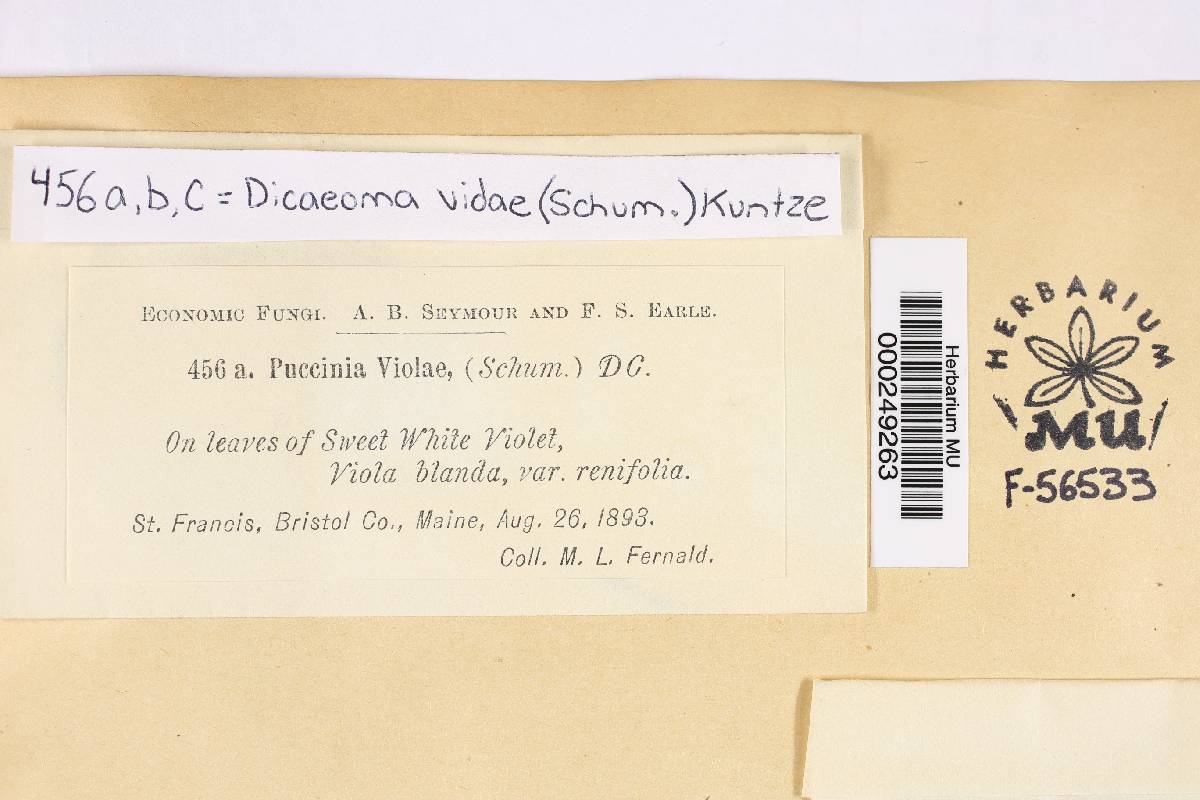 456a,b,C = Dicaeoma vidae (Schum.) Kuntze
Economic Fungi. A. B. Seymour and F. S. Earle.
456 a. Puccinia Violae, (Schum.) DC.
On leaves of Sweet White Violet,
Viola blanda, var. renifolia.
St. Francis, Bristol Co., Maine, Aug. 26, 1893.
Coll. M. L. Fernald.
Herbarium MU
000249263
HERBARIUM
MU
F-56533